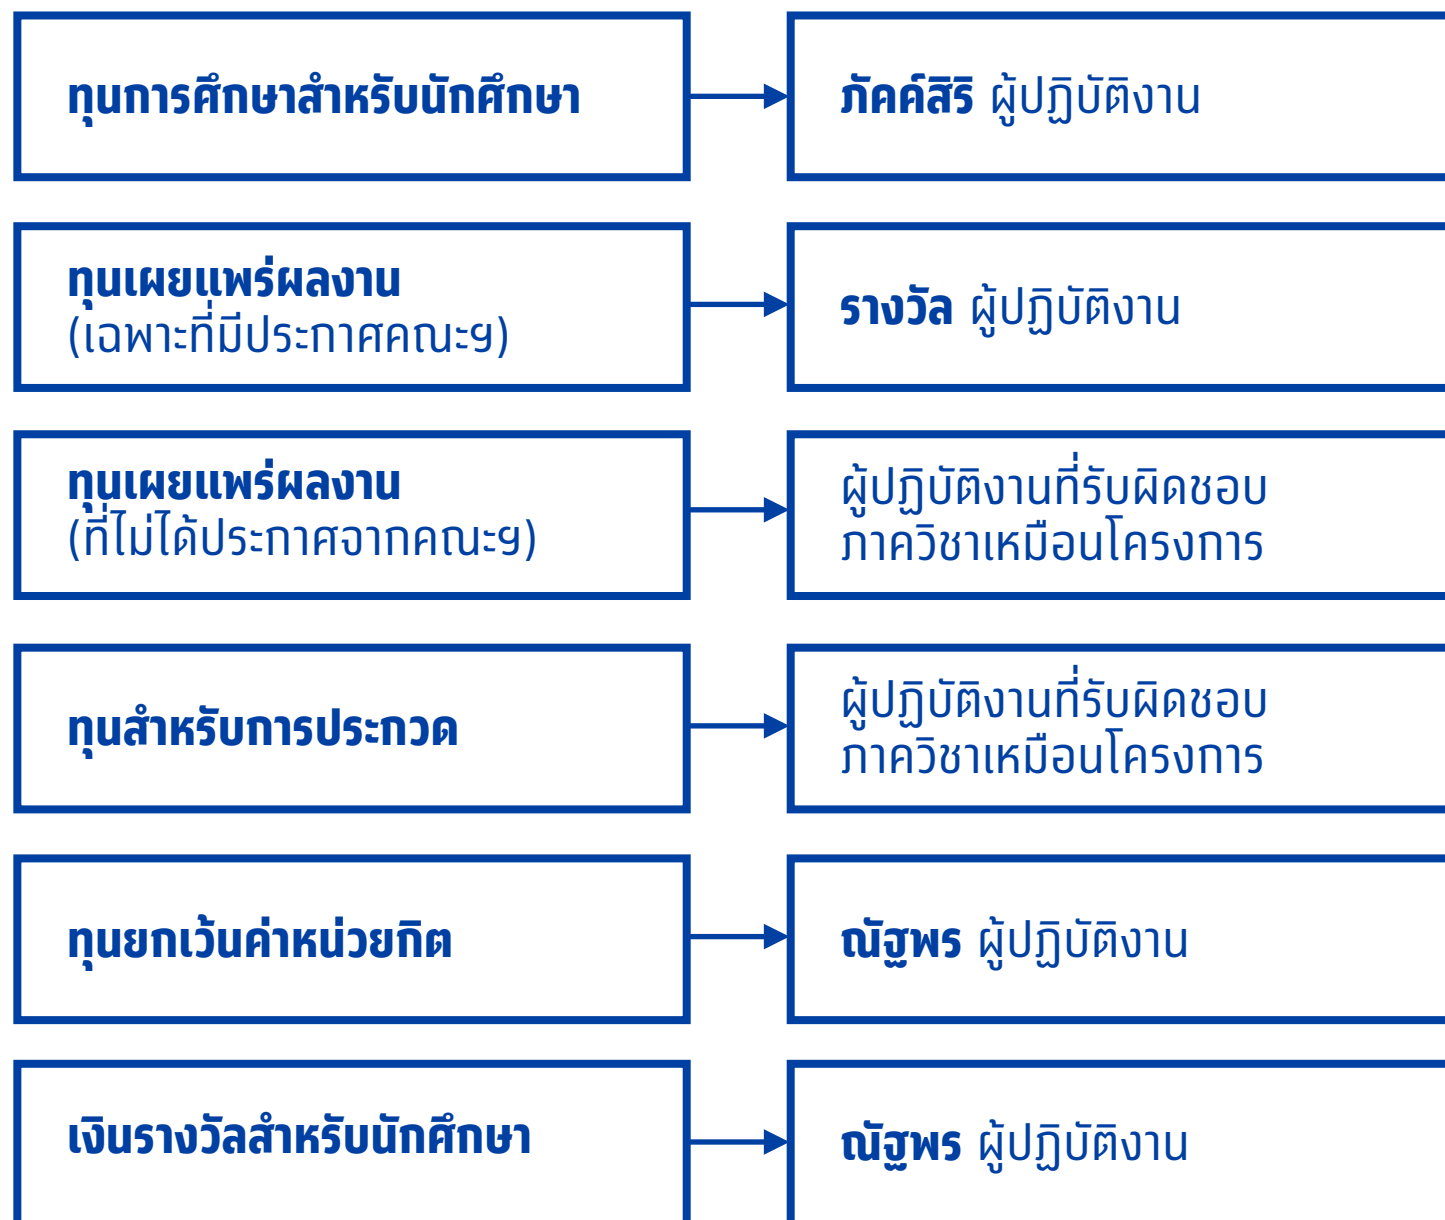 ทุนการศึกษาสำหรับนักศึกษา
ภัคค์สิริ ผู้ปฏิบัติงาน
ทุนเผยแพร่ผลงาน
(เฉพาะที่มีประกาศคณะฯ)
รางวัล ผู้ปฏิบัติงาน
ทุนเผยแพร่ผลงาน
(ที่ไม่ได้ประกาศจากคณะฯ)
ผู้ปฏิบัติงานที่รับผิดชอบ
ภาควิชาเหมือนโครงการ
ทุนสำหรับการประกวด
ผู้ปฏิบัติงานที่รับผิดชอบ
ภาควิชาเหมือนโครงการ
ทุนยกเว้นค่าหน่วยกิต
ณัฐพร ผู้ปฏิบัติงาน
เงินรางวัลสำหรับนักศึกษา
ณัฐพร ผู้ปฏิบัติงาน